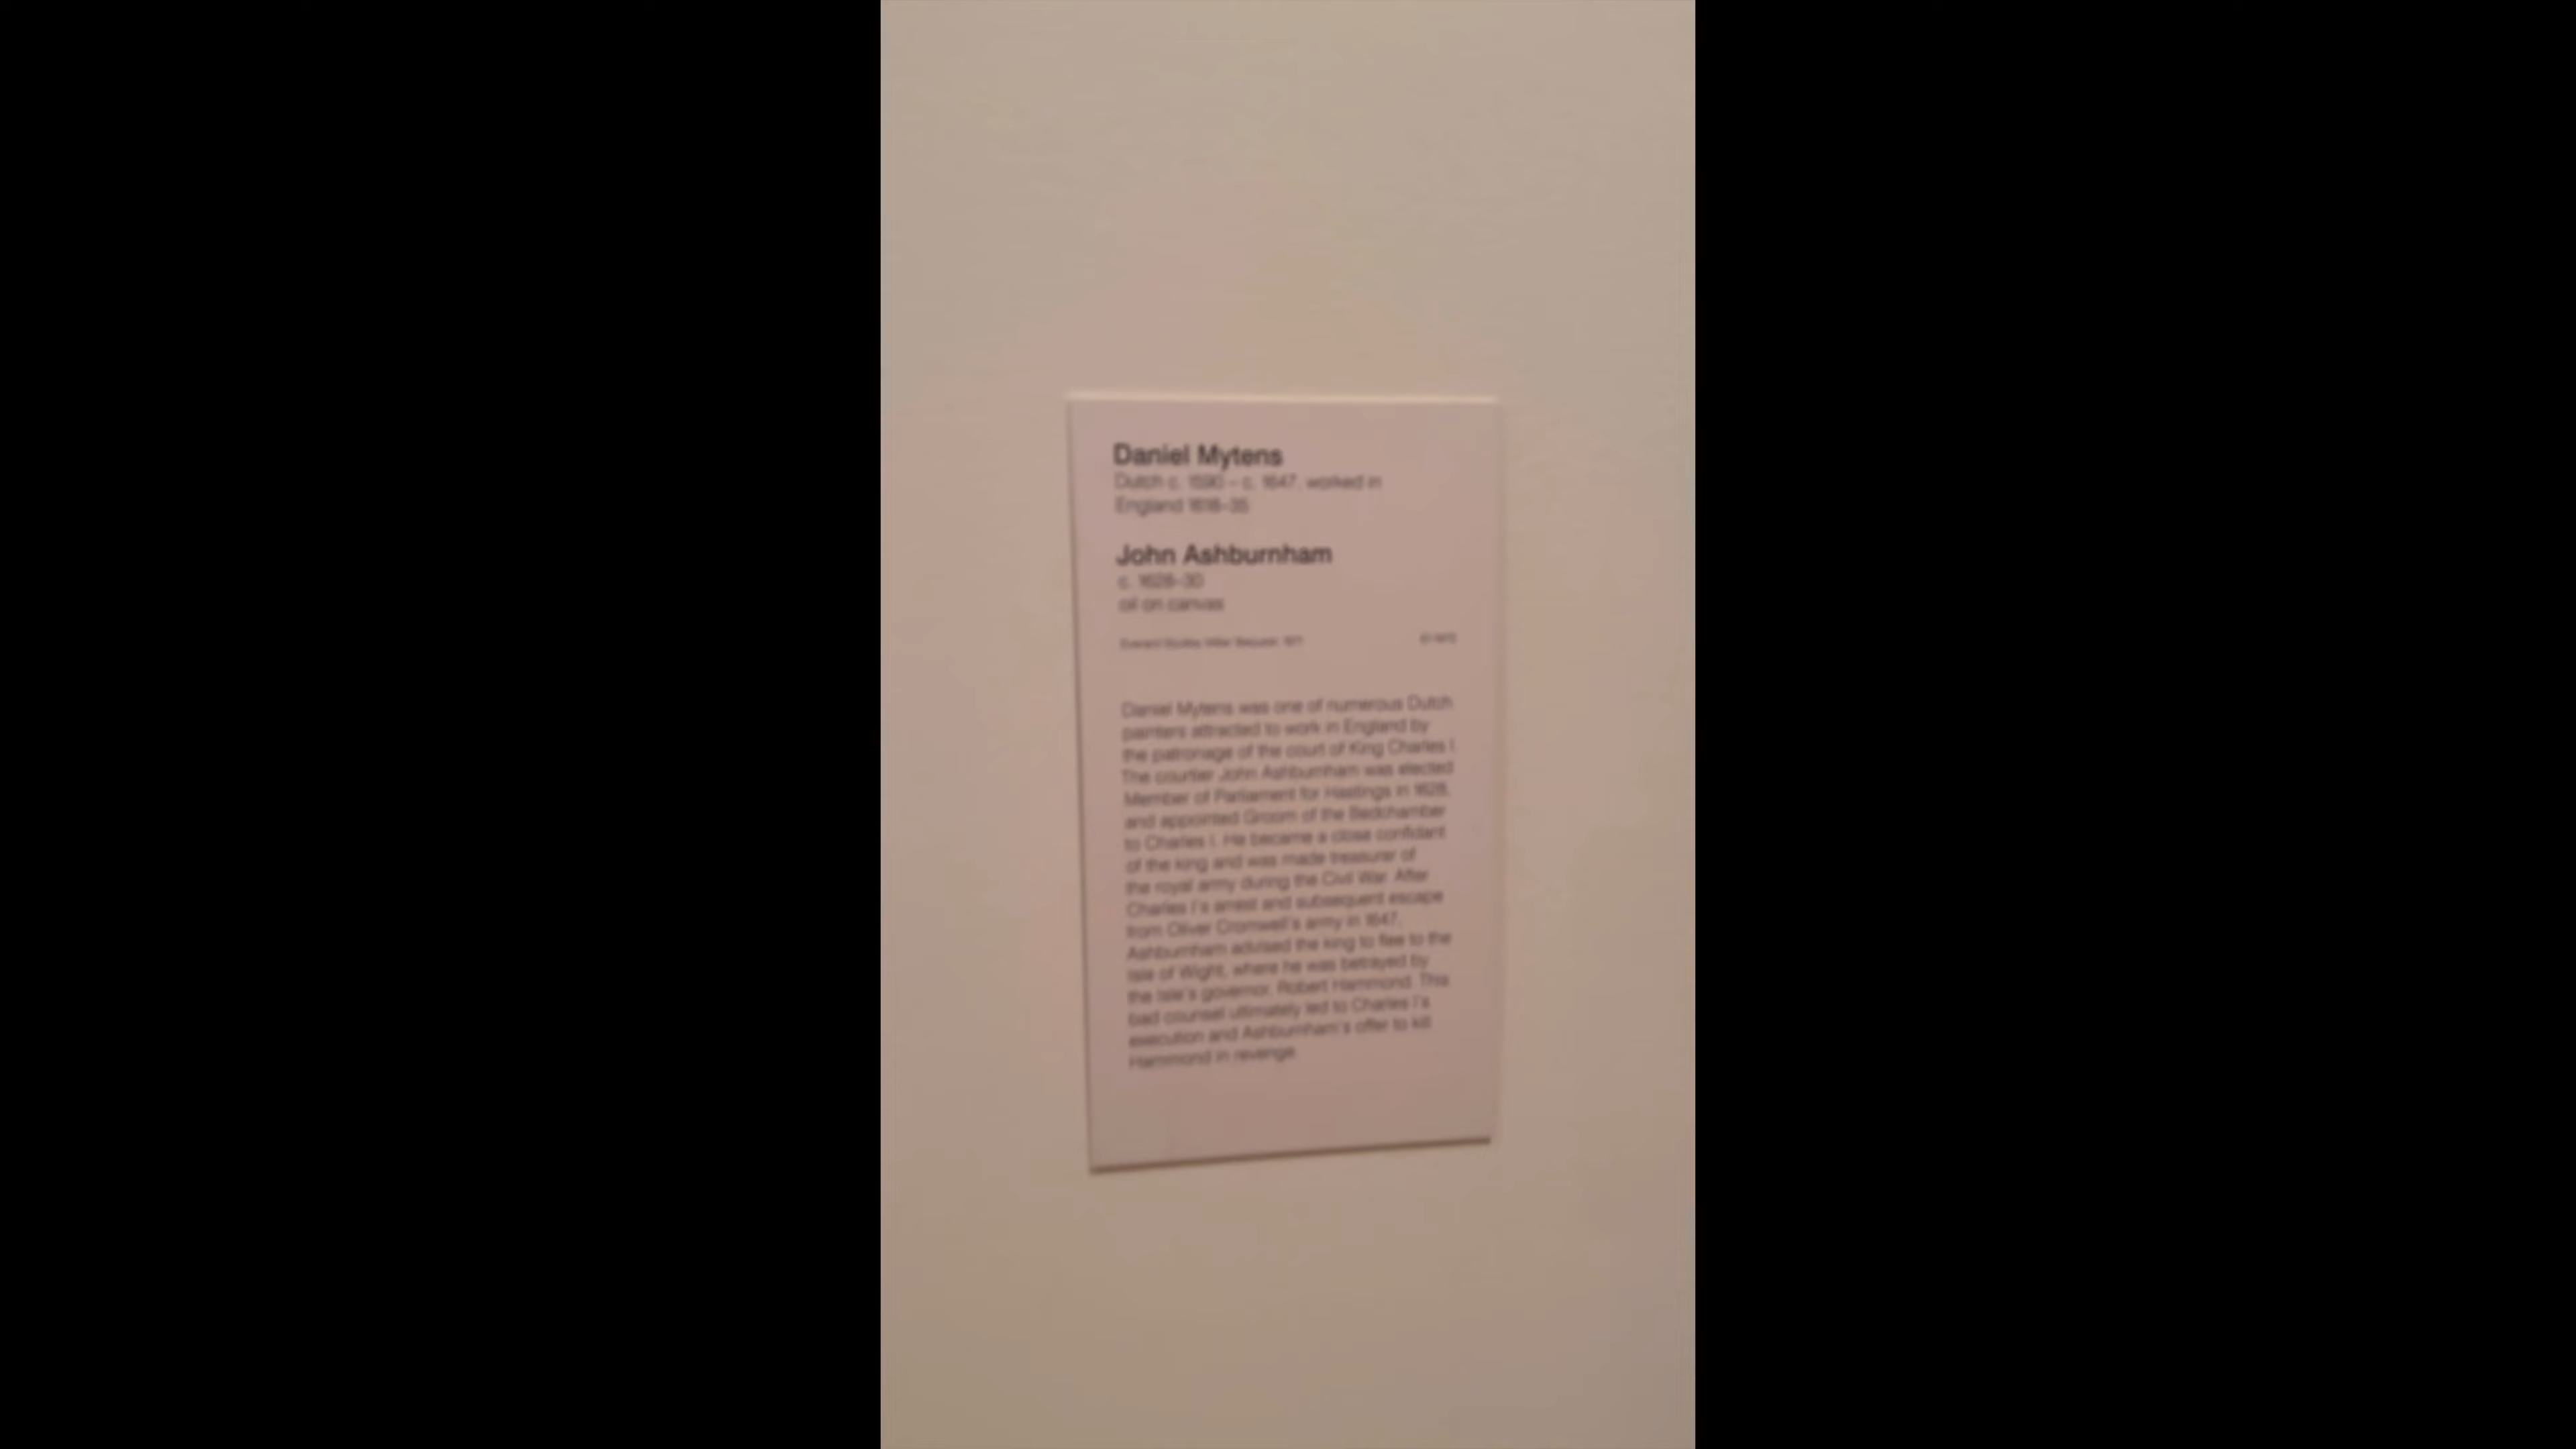 Daniel Mytens
Dutch c. 1590 – c. 1647, worked in
England 1618–35
John Ashburnham
c. 1628–30
oil on canvas
Everard Studley Miller Bequest, 1971
Daniel Mytens was one of numerous Dutch
painters attracted to work in England by
the patronage of the court of King Charles I.
The courtier John Ashburnham was elected
Member of Parliament for Hastings in 1628,
and appointed Groom of the Bedchamber
to Charles I. He became a close confidant
of the king and was made treasurer of
the royal army during the Civil War. After
Charles I's arrest and subsequent escape
from Oliver Cromwell's army in 1647,
Ashburnham advised the king to flee to the
Isle of Wight, where he was betrayed by
the Isle's governor, Robert Hammond. This
bad counsel ultimately led to Charles I's
execution and Ashburnham's offer to kill
Hammond in revenge.